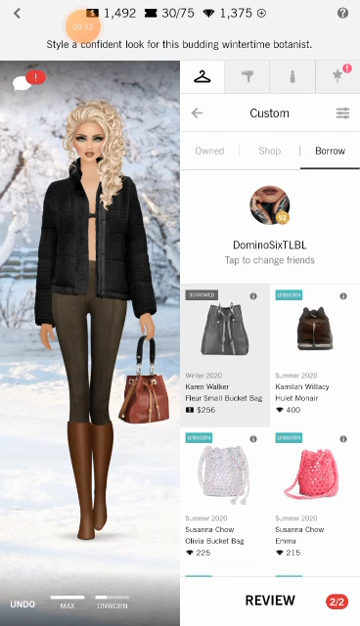 00:52
$ 1,492 30/75 1,375
?
Style a confident look for this budding wintertime botanist.
!
!
Custom
Owned Shop Borrow
52
DominoSixTLBL
Tap to change friends
BORROWED
Winter 2020
Karen Walker
Fleur Small Bucket Bag
$256
UNWORN
Summer 2020
Kamilah Willacy
Hulet Monair
400
UNWORN
Summer 2020
Susanna Chow
Olivia Bucket Bag
225
UNWORN
Summer 2020
Susanna Chow
Emma
215
UNDO MAX UNWORN
REVIEW 2/2